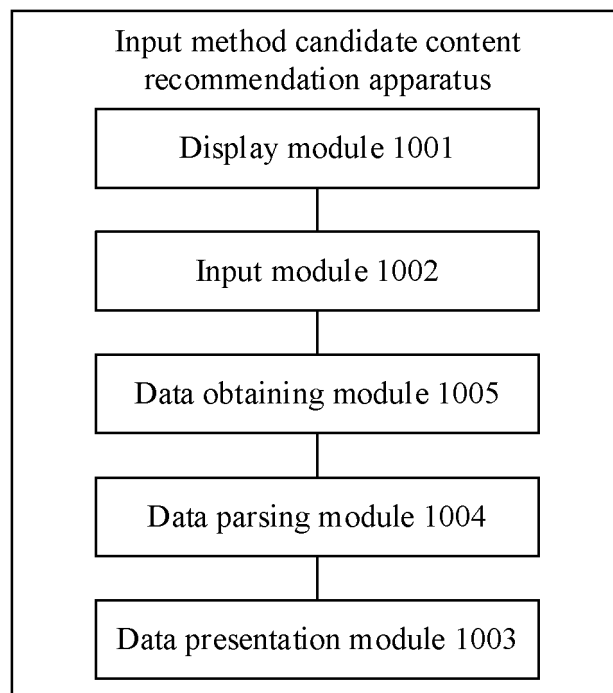 Input method candidate content
recommendation apparatus
Display module 1001
Input module 1002
Data obtaining module 1005
Data parsing module 1004
Data presentation module 1003